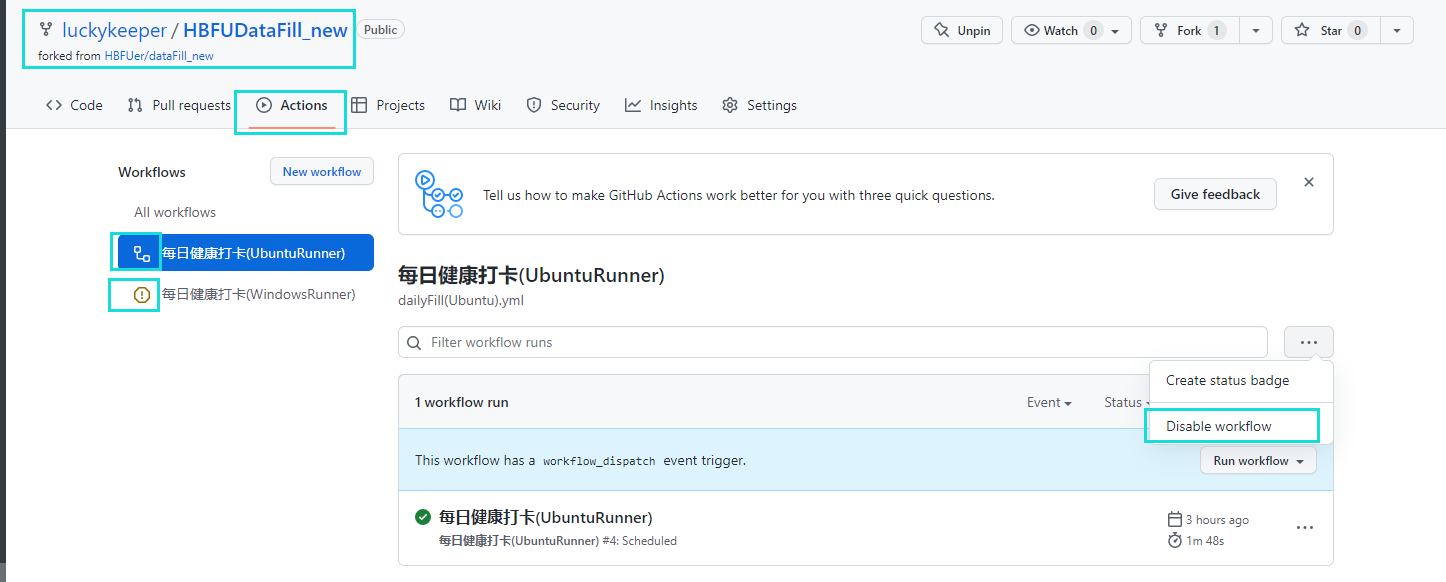 luckykeeper / HBFUDataFill_new Public Unpin Watch 0 Fork 1 Star 0
forked from HBFUer/dataFill_new
Code Pull requests Actions Projects Wiki Security Insights Settings
Workflows New workflow
Tell us how to make GitHub Actions work better for you with three quick questions. Give feedback
All workflows
每日健康打卡(UbuntuRunner)
每日健康打卡(WindowsRunner)
每日健康打卡(UbuntuRunner)
dailyFill(Ubuntu).yml
Filter workflow runs
Create status badge
1 workflow run Event Status
Disable workflow
This workflow has a workflow_dispatch event trigger. Run workflow
每日健康打卡(UbuntuRunner)
每日健康打卡(UbuntuRunner) #4: Scheduled
3 hours ago
1m 48s